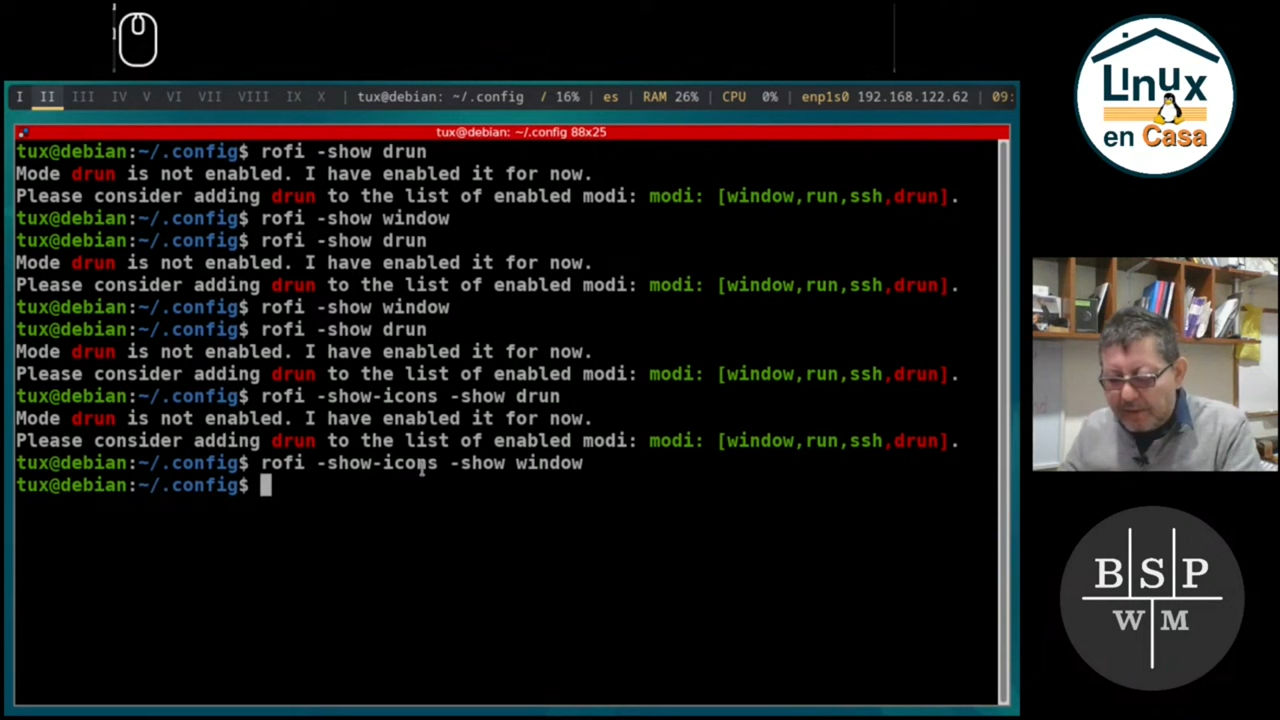 LINUX
en Casa
I II III IV V VI VII VIII IX X | tux@debian: ~/.config / 16% | es | RAM 26% | CPU 0% | enp1s0 192.168.122.62 | 09:
tux@debian: ~/.config 88x25
tux@debian:~/.config$ rofi -show drun
Mode drun is not enabled. I have enabled it for now.
Please consider adding drun to the list of enabled modi: modi: [window,run,ssh,drun].
tux@debian:~/.config$ rofi -show window
tux@debian:~/.config$ rofi -show drun
Mode drun is not enabled. I have enabled it for now.
Please consider adding drun to the list of enabled modi: modi: [window,run,ssh,drun].
tux@debian:~/.config$ rofi -show window
tux@debian:~/.config$ rofi -show drun
Mode drun is not enabled. I have enabled it for now.
Please consider adding drun to the list of enabled modi: modi: [window,run,ssh,drun].
tux@debian:~/.config$ rofi -show-icons -show drun
Mode drun is not enabled. I have enabled it for now.
Please consider adding drun to the list of enabled modi: modi: [window,run,ssh,drun].
tux@debian:~/.config$ rofi -show-icons -show window
tux@debian:~/.config$
BSP
WM